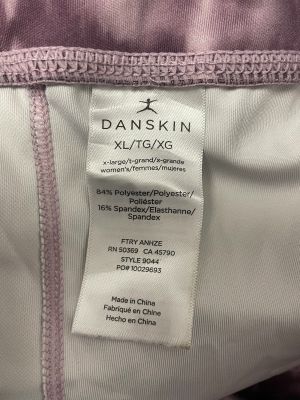 DANSKIN
XL/TG/XG
x-large/t-grand/x-grande
women's/femmes/mujeres
84% Polyester/Polyester/
Poliéster
16% Spandex/Elasthanne/
Spandex
FTRY ANHZE
RN 50369 CA 45790
STYLE 9044
PO# 10029693
Made in China
Fabriqué en Chine
Hecho en China